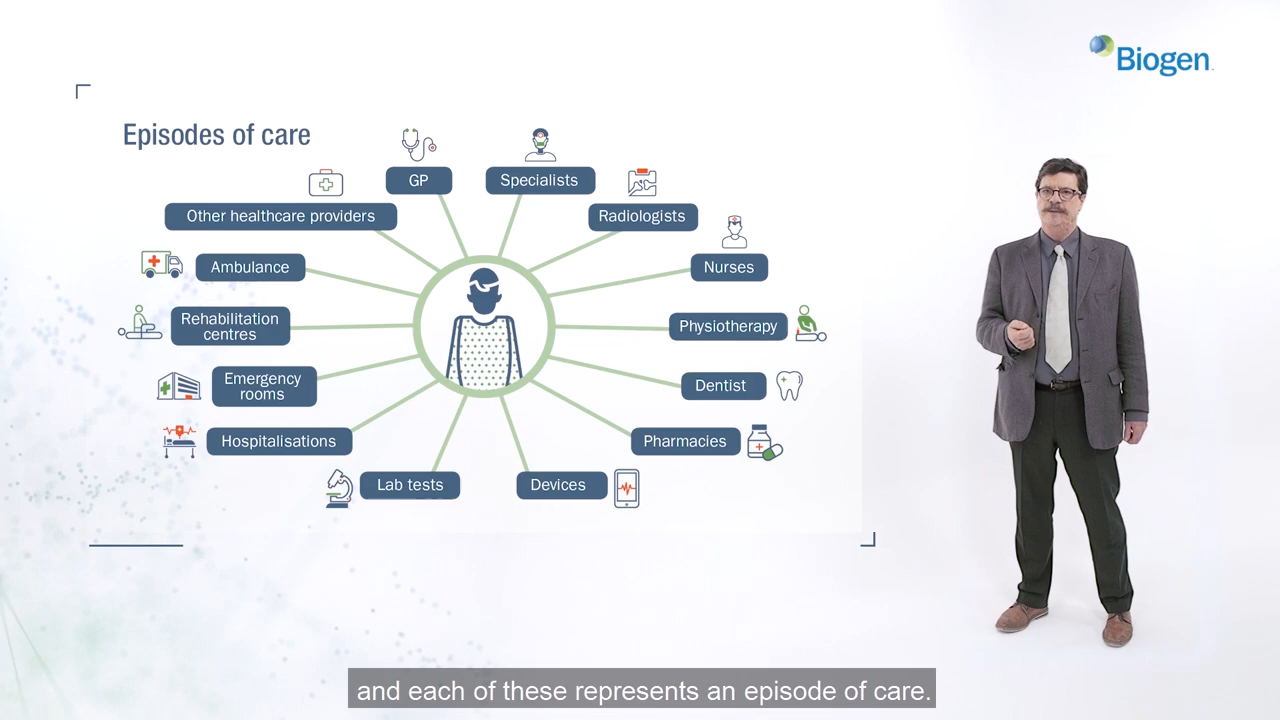 Biogen
Episodes of care
GP
Specialists
Other healthcare providers
Radiologists
Ambulance
Nurses
Rehabilitation
centres
Physiotherapy
Emergency
rooms
Dentist
Hospitalisations
Pharmacies
Lab tests
Devices
and each of these represents an episode of care.